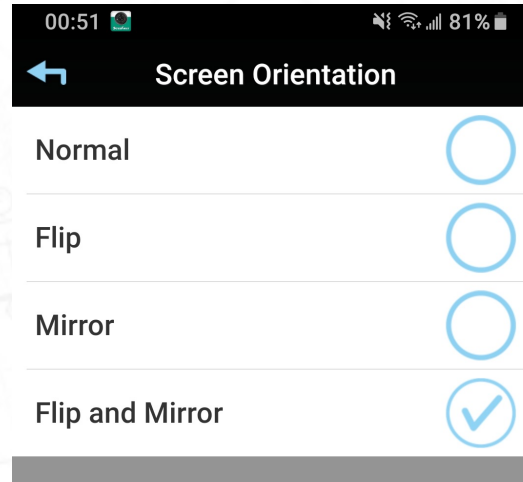 00:51 81%
Screen Orientation
Normal
Flip
Mirror
Flip and Mirror